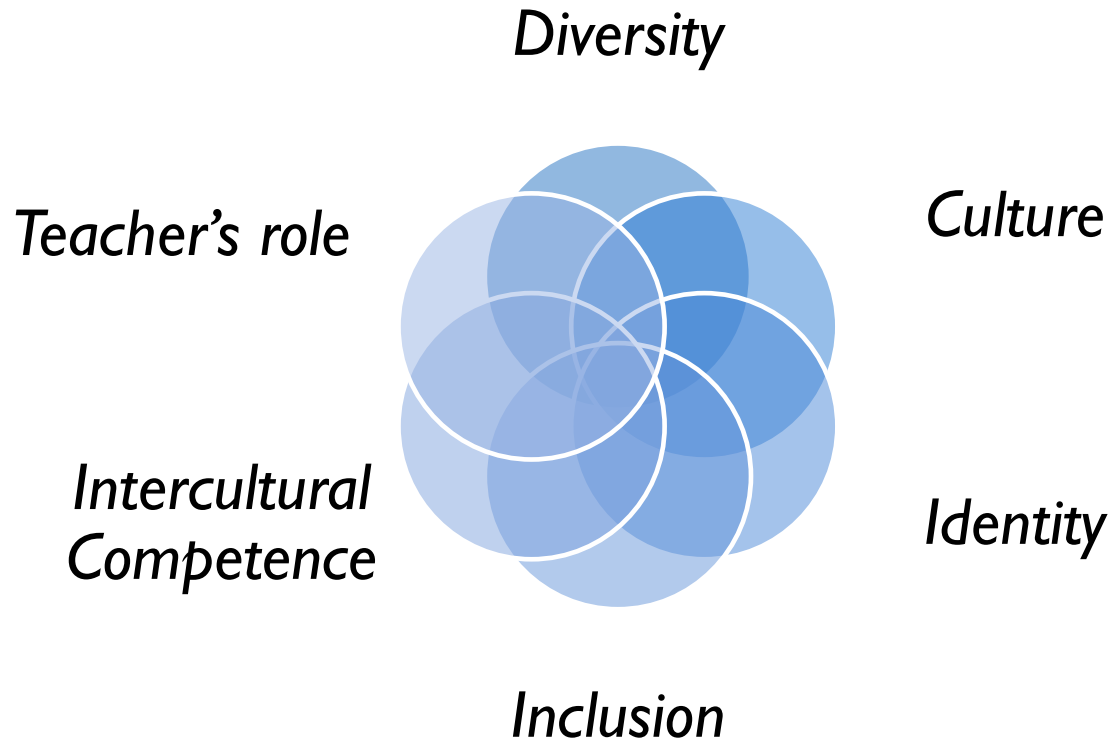 Diversity
Culture
Teacher’s role
Intercultural
Competence
Identity
Inclusion